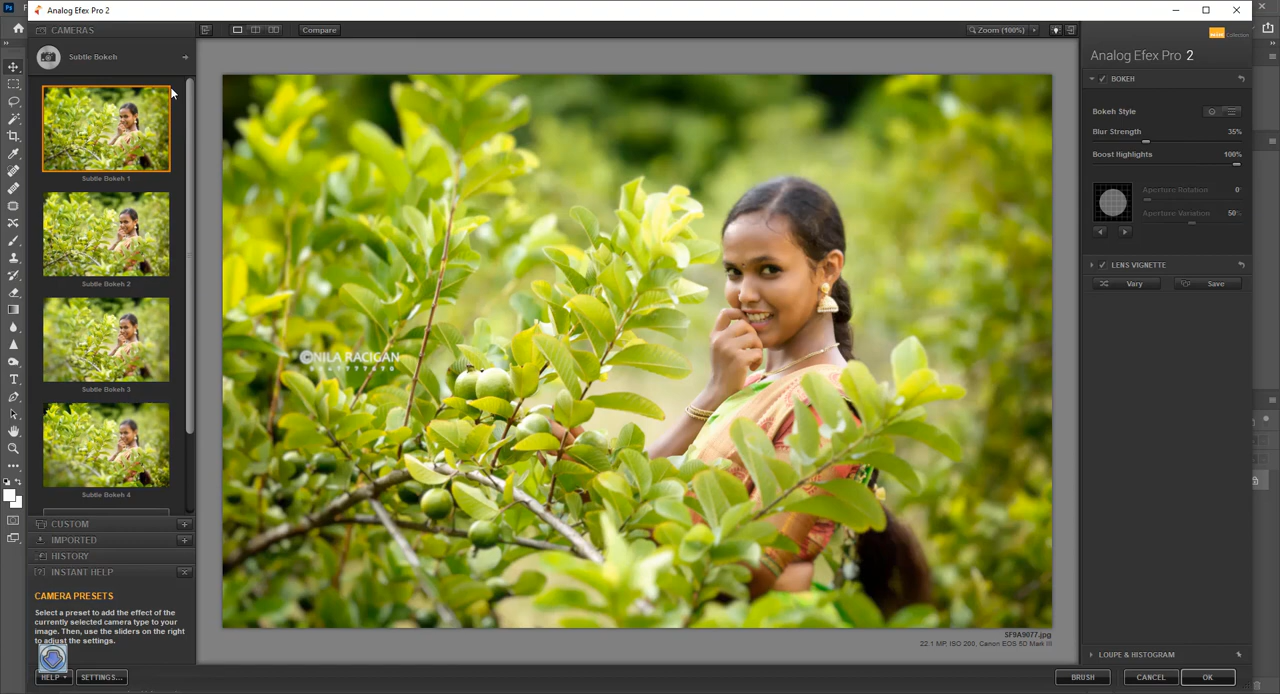 Analog Efex Pro 2
CAMERAS
Subtle Bokeh
Subtle Bokeh 1
Subtle Bokeh 2
Subtle Bokeh 3
Subtle Bokeh 4
CUSTOM
IMPORTED
HISTORY
[?] INSTANT HELP
CAMERA PRESETS
Select a preset to add the effect of the
currently selected camera type to your
image. Then, use the sliders on the right
to adjust the settings.
HELP
SETTINGS...
Compare
Zoom (100%)
©NILA RACIGAN
SF9A9077.jpg
22.1 MP, ISO 200, Canon EOS 5D Mark III
Collection
Analog Efex Pro 2
BOKEH
Bokeh Style
Blur Strength 35%
Boost Highlights 100%
Aperture Rotation 0°
Aperture Variation 50%
LENS VIGNETTE
Vary
Save
LOUPE & HISTOGRAM
BRUSH
CANCEL
OK